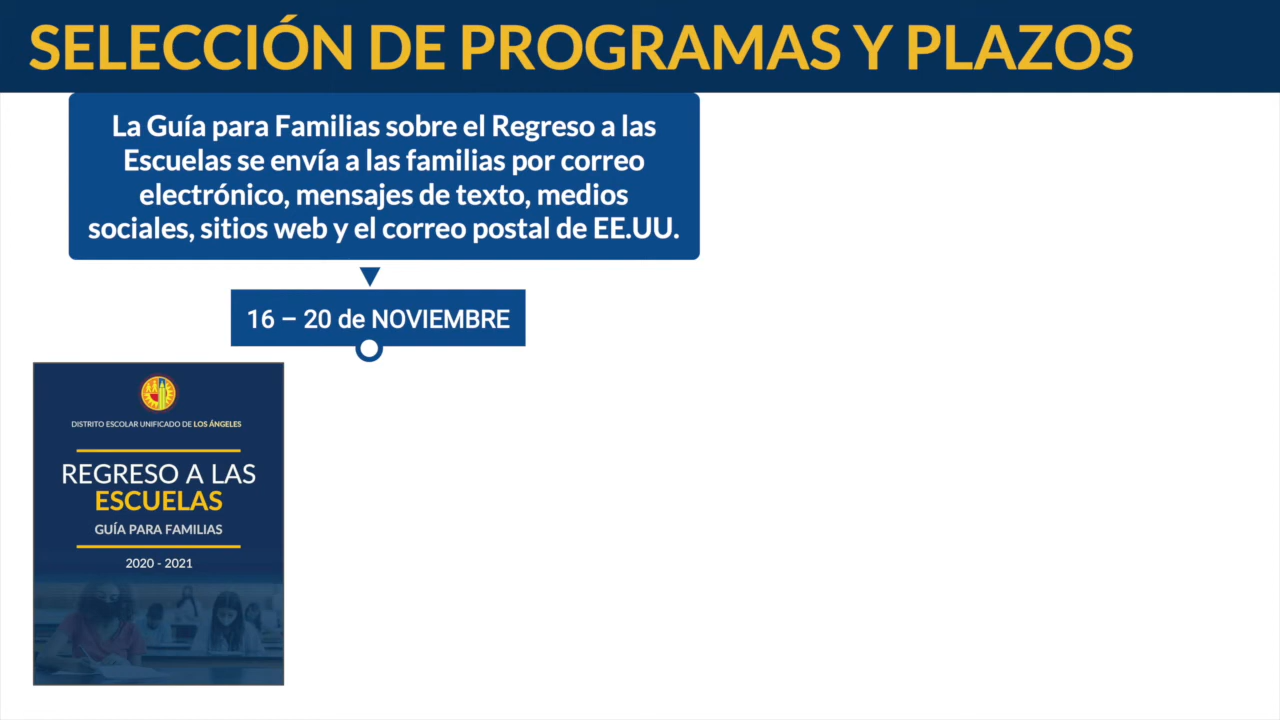 SELECCIÓN DE PROGRAMAS Y PLAZOS
La Guía para Familias sobre el Regreso a las
Escuelas se envía a las familias por correo
electrónico, mensajes de texto, medios
sociales, sitios web y el correo postal de EE.UU.
16 – 20 de NOVIEMBRE
DISTRITO ESCOLAR UNIFICADO DE LOS ÁNGELES
REGRESO A LAS
ESCUELAS
GUÍA PARA FAMILIAS
2020 - 2021